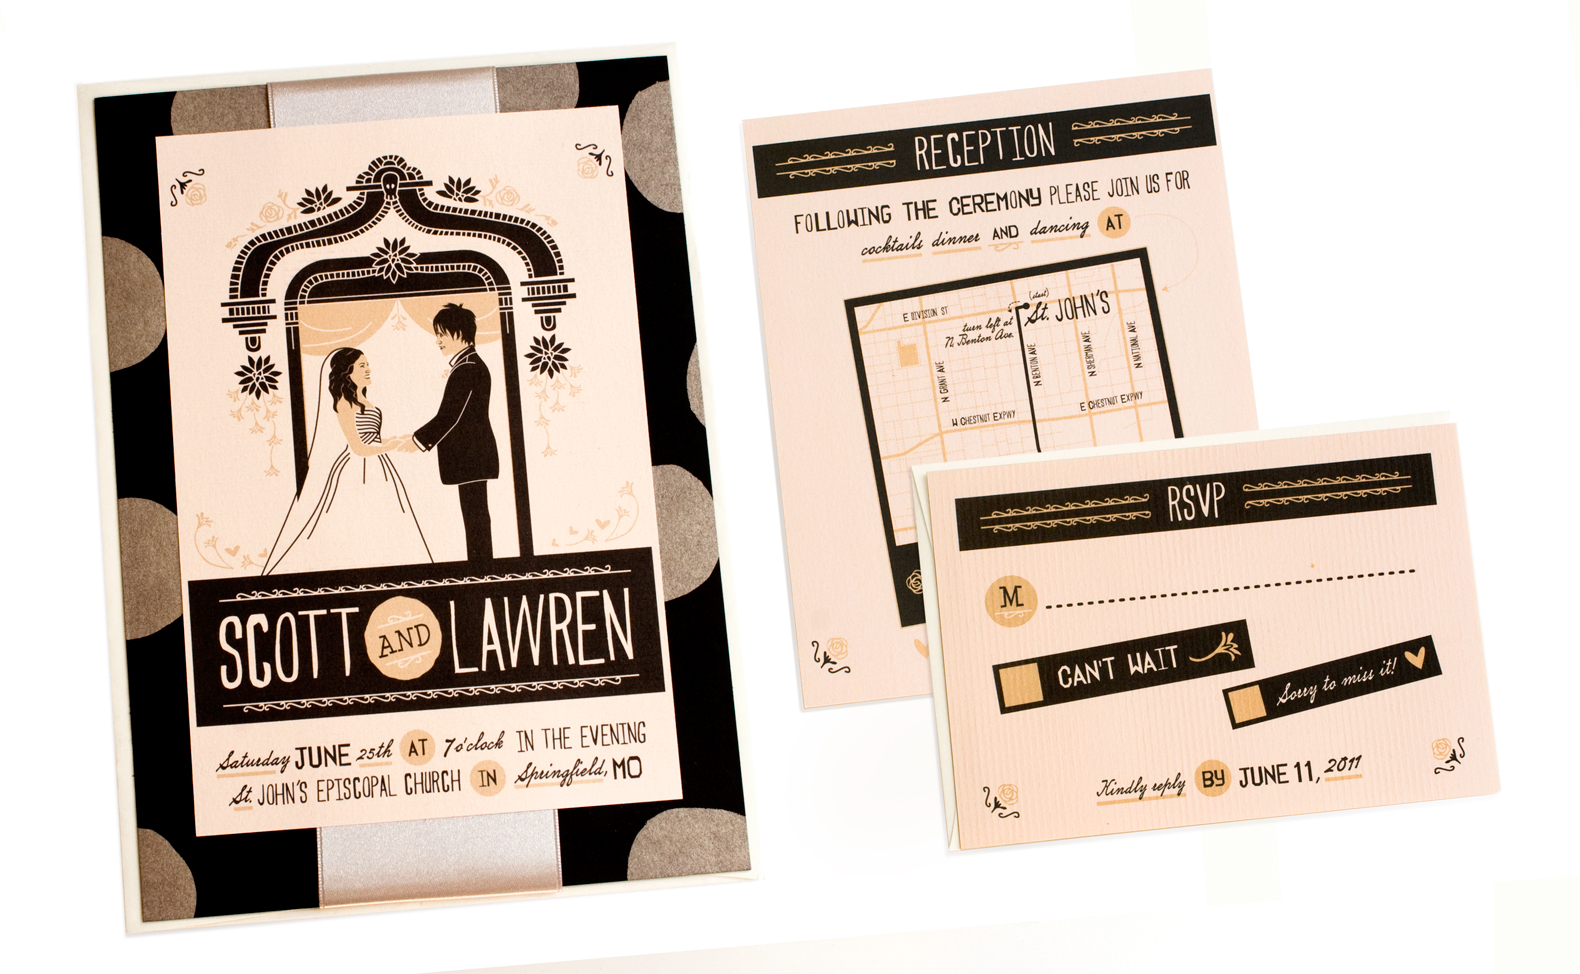 SCOTT AND LAWREN
Saturday JUNE 25th AT 7 o'clock IN THE EVENING
St. JOHN'S EPISCOPAL CHURCH IN Springfield, MO
RECEPTION
FOLLOWING THE CEREMONY PLEASE JOIN US FOR
cocktails dinner AND dancing AT
E DIVISION ST
(start)
St. JOHN'S
turn left at
N. Benton Ave.
N GRANT AVE
N BENTON AVE
N SHERMAN AVE
N NATIONAL AVE
W CHESTNUT EXPWY
E CHESTNUT EXPWY
RSVP
M
CAN'T WAIT
Sorry to miss it!
Kindly reply BY JUNE 11, 2011